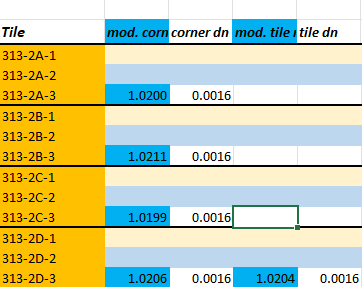 Tile mod. corn corner dn mod. tile r tile dn
313-2A-1
313-2A-2
313-2A-3 1.0200 0.0016
313-2B-1
313-2B-2
313-2B-3 1.0211 0.0016
313-2C-1
313-2C-2
313-2C-3 1.0199 0.0016
313-2D-1
313-2D-2
313-2D-3 1.0206 0.0016 1.0204 0.0016